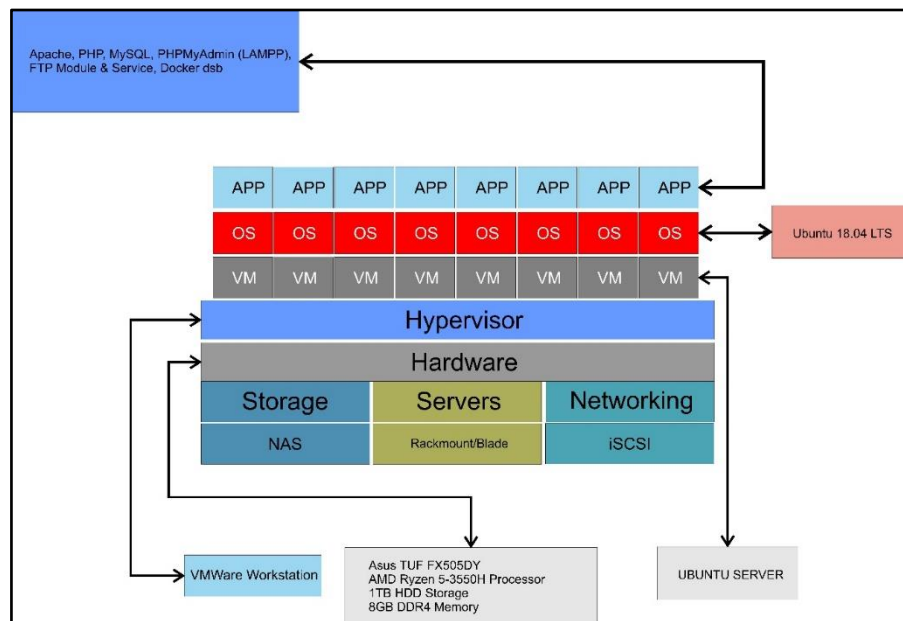 Apache, PHP, MySQL, PHPMyAdmin (LAMPP),
FTP Module & Service, Docker dsb
APP APP APP APP APP APP APP APP
OS OS OS OS OS OS OS OS
Ubuntu 18.04 LTS
VM VM VM VM VM VM VM VM
Hypervisor
Hardware
Storage Servers Networking
NAS Rackmount/Blade iSCSI
VMWare Workstation
Asus TUF FX505DY
AMD Ryzen 5-3550H Processor
1TB HDD Storage
8GB DDR4 Memory
UBUNTU SERVER